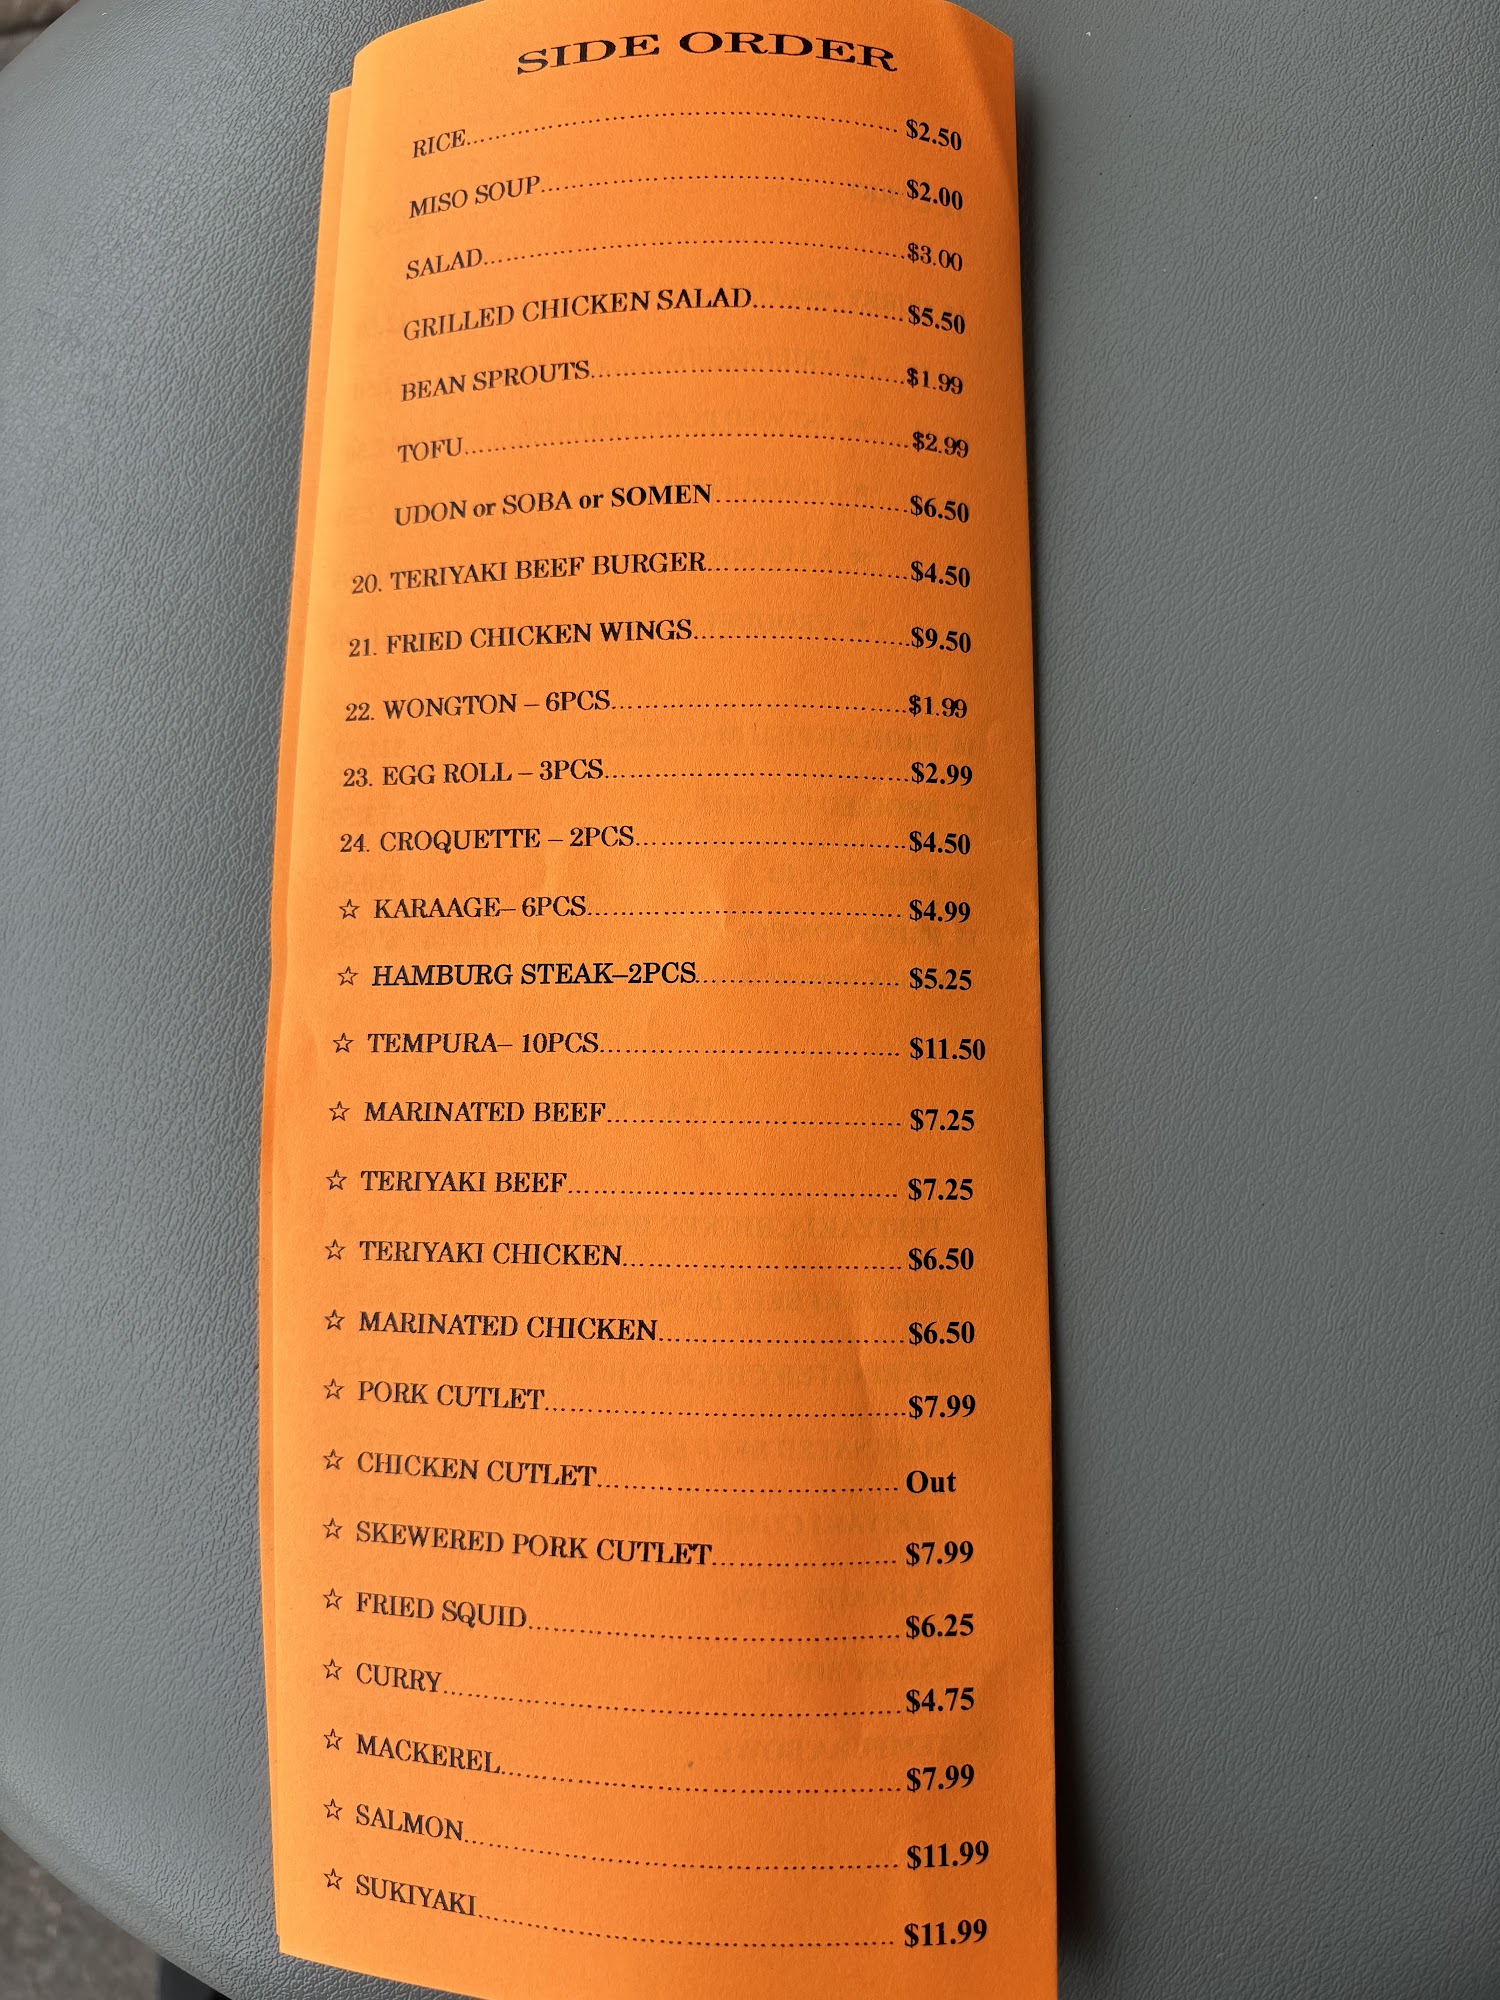 SIDE ORDER
RICE........................................ $2.50
MISO SOUP........................................$2.00
SALAD........................................$3.00
GRILLED CHICKEN SALAD....................$5.50
BEAN SPROUTS........................................$1.99
TOFU........................................$2.99
UDON or SOBA or SOMEN....................$6.50
20. TERIYAKI BEEF BURGER....................$4.50
21. FRIED CHICKEN WINGS....................$9.50
22. WONGTON – 6PCS........................................$1.99
23. EGG ROLL – 3PCS........................................$2.99
24. CROQUETTE – 2PCS....................$4.50
☆ KARAAGE– 6PCS........................................ $4.99
☆ HAMBURG STEAK–2PCS.................... $5.25
☆ TEMPURA– 10PCS........................................ $11.50
☆ MARINATED BEEF........................................ $7.25
☆ TERIYAKI BEEF........................................ $7.25
☆ TERIYAKI CHICKEN........................................ $6.50
☆ MARINATED CHICKEN....................$6.50
☆ PORK CUTLET........................................$7.99
☆ CHICKEN CUTLET........................................ Out
☆ SKEWERED PORK CUTLET.................... $7.99
☆ FRIED SQUID........................................$6.25
☆ CURRY........................................$4.75
☆ MACKEREL........................................ $7.99
☆ SALMON........................................ $11.99
☆ SUKIYAKI........................................ $11.99